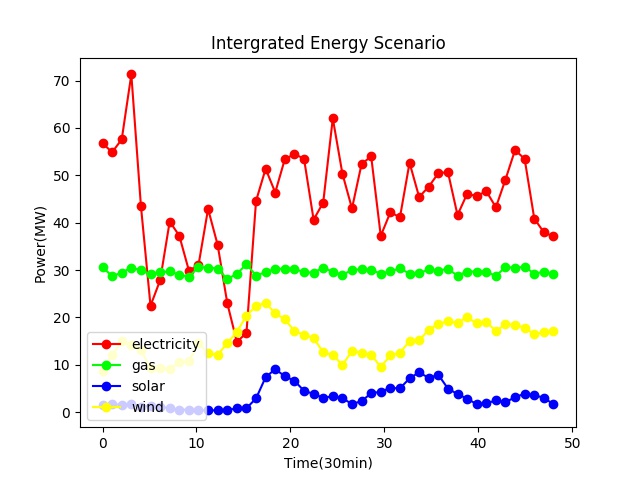 Intergrated Energy Scenario
Power(MW)
70
60
50
40
30
20
10
0
electricity
gas
solar
wind
0 10 20 30 40 50
Time(30min)